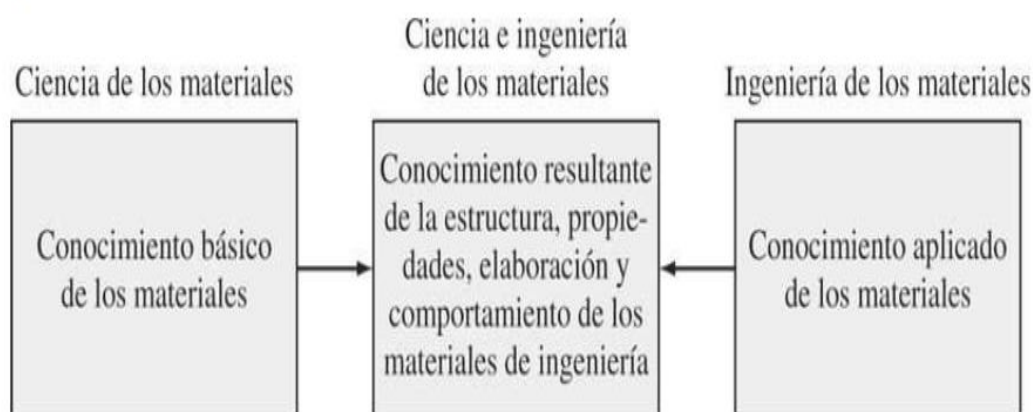 Ciencia de los materiales
Conocimiento básico
de los materiales
Ciencia e ingeniería
de los materiales
Conocimiento resultante
de la estructura, propie-
dades, elaboración y
comportamiento de los
materiales de ingeniería
Ingeniería de los materiales
Conocimiento aplicado
de los materiales